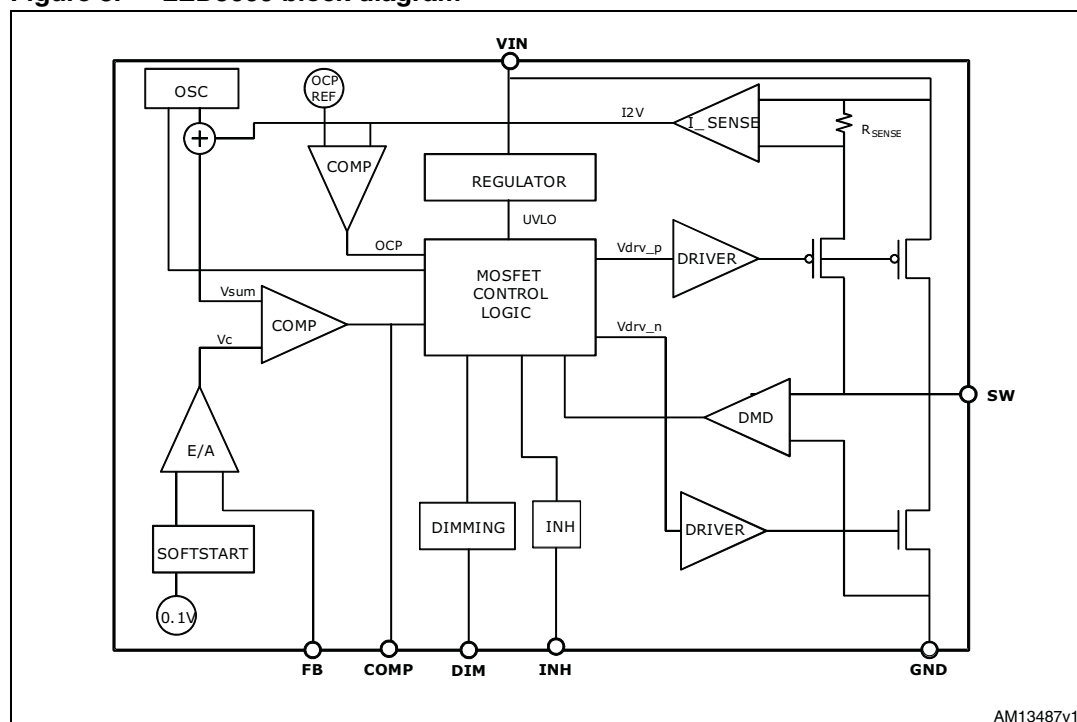 VIN
OSC
OCP
REF
I2V
I_SENSE
RSENSE
COMP
REGULATOR
UVLO
OCP
Vdrv_p
DRIVER
MOSFET
CONTROL
LOGIC
Vsum
COMP
Vc
Vdrv_n
SW
DMD
E/A
DIMMING
INH
DRIVER
SOFTSTART
0.1V
FB
COMP
DIM
INH
GND
AM13487v1